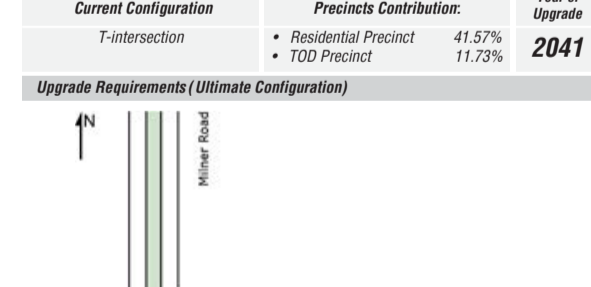 Current Configuration
Precincts Contribution:
Upgrade
T-intersection
• Residential Precinct 41.57%
• TOD Precinct 11.73%
2041
Upgrade Requirements (Ultimate Configuration)
N
Milner Road